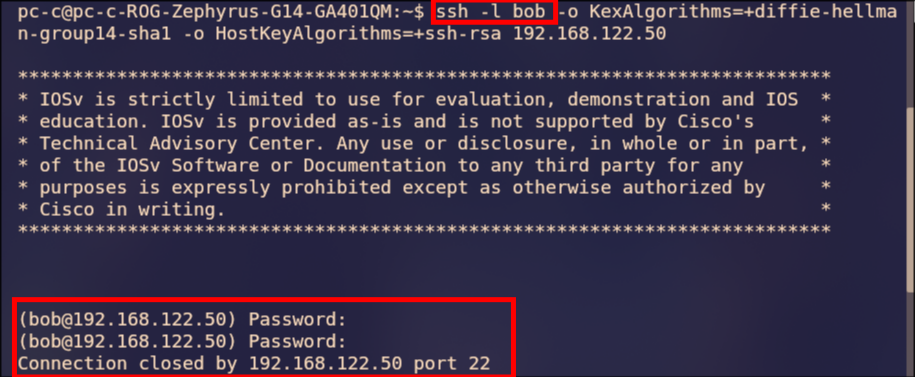 pc-c@pc-c-ROG-Zephyrus-G14-GA401QM:~$ ssh -l bob -o KexAlgorithms=+diffie-hellma
n-group14-sha1 -o HostKeyAlgorithms=+ssh-rsa 192.168.122.50
**************************************************************************
* IOSv is strictly limited to use for evaluation, demonstration and IOS  *
* education. IOSv is provided as-is and is not supported by Cisco's      *
* Technical Advisory Center. Any use or disclosure, in whole or in part, *
* of the IOSv Software or Documentation to any third party for any       *
* purposes is expressly prohibited except as otherwise authorized by     *
* Cisco in writing.                                                      *
**************************************************************************
(bob@192.168.122.50) Password:
(bob@192.168.122.50) Password:
Connection closed by 192.168.122.50 port 22